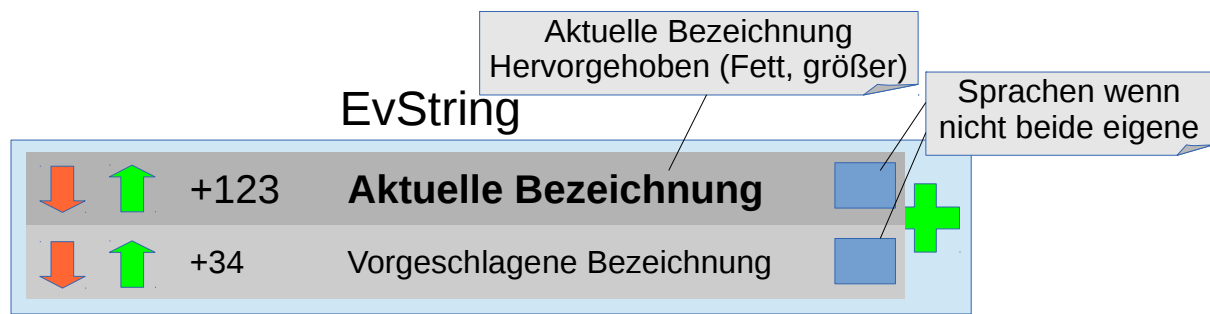 Aktuelle Bezeichnung
Hervorgehoben (Fett, größer)
Sprachen wenn
nicht beide eigene
EvString
+123 Aktuelle Bezeichnung
+34 Vorgeschlagene Bezeichnung